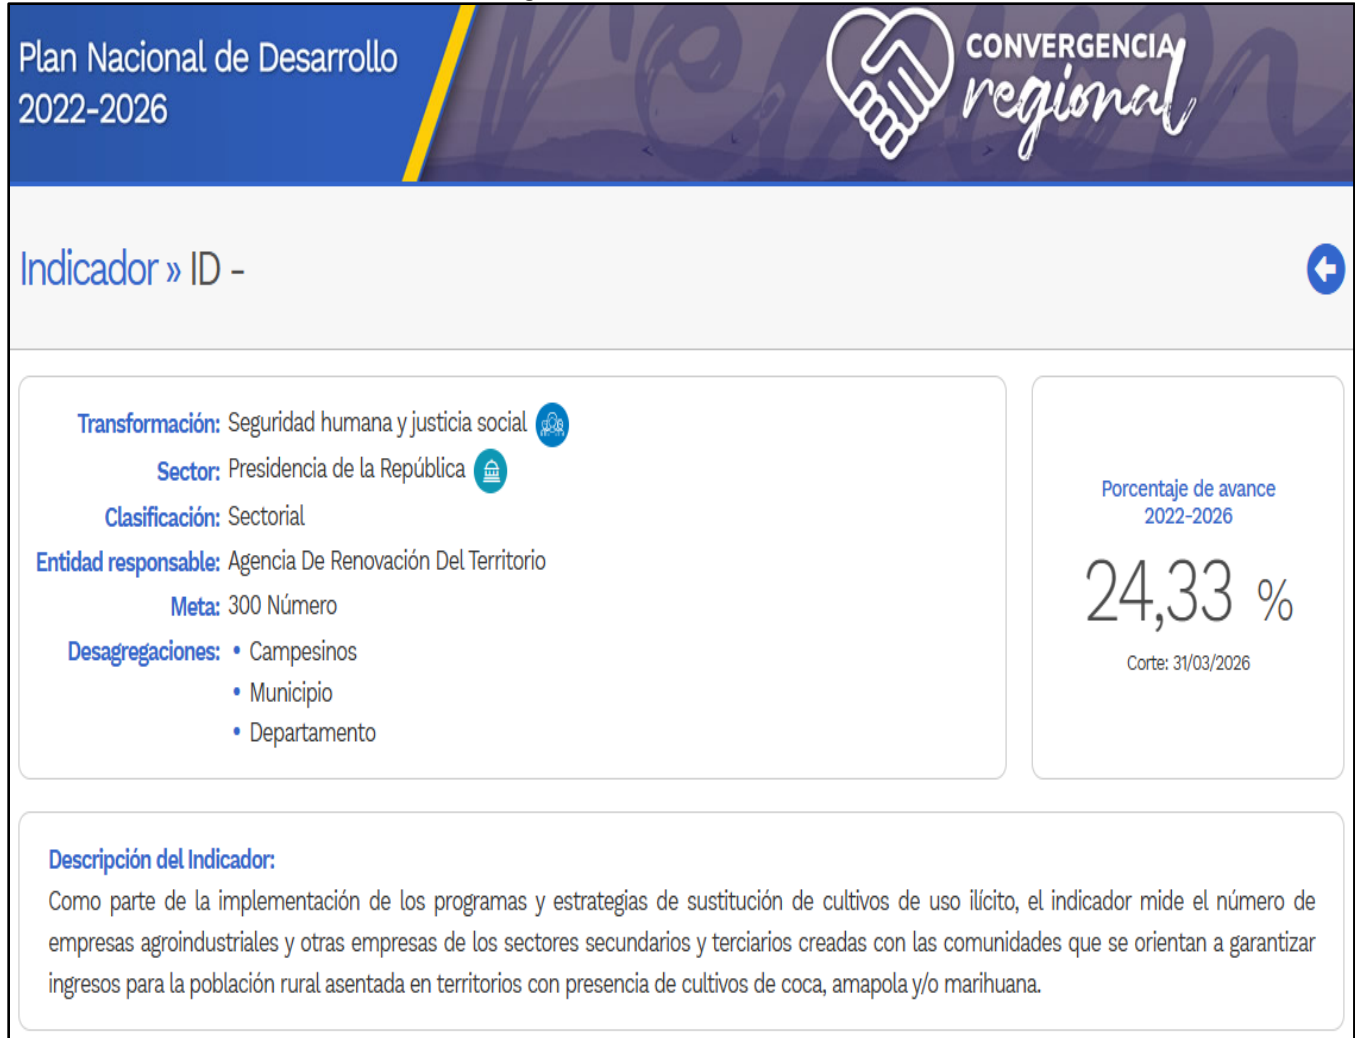 Plan Nacional de Desarrollo
2022-2026
CONVERGENCIA
regional
Indicador » ID -
Transformación: Seguridad humana y justicia social
Sector: Presidencia de la República
Clasificación: Sectorial
Entidad responsable: Agencia De Renovación Del Territorio
Meta: 300 Número
Desagregaciones: • Campesinos
• Municipio
• Departamento
Porcentaje de avance
2022-2026
24,33 %
Corte: 31/03/2026
Descripción del Indicador:
Como parte de la implementación de los programas y estrategias de sustitución de cultivos de uso ilícito, el indicador mide el número de
empresas agroindustriales y otras empresas de los sectores secundarios y terciarios creadas con las comunidades que se orientan a garantizar
ingresos para la población rural asentada en territorios con presencia de cultivos de coca, amapola y/o marihuana.